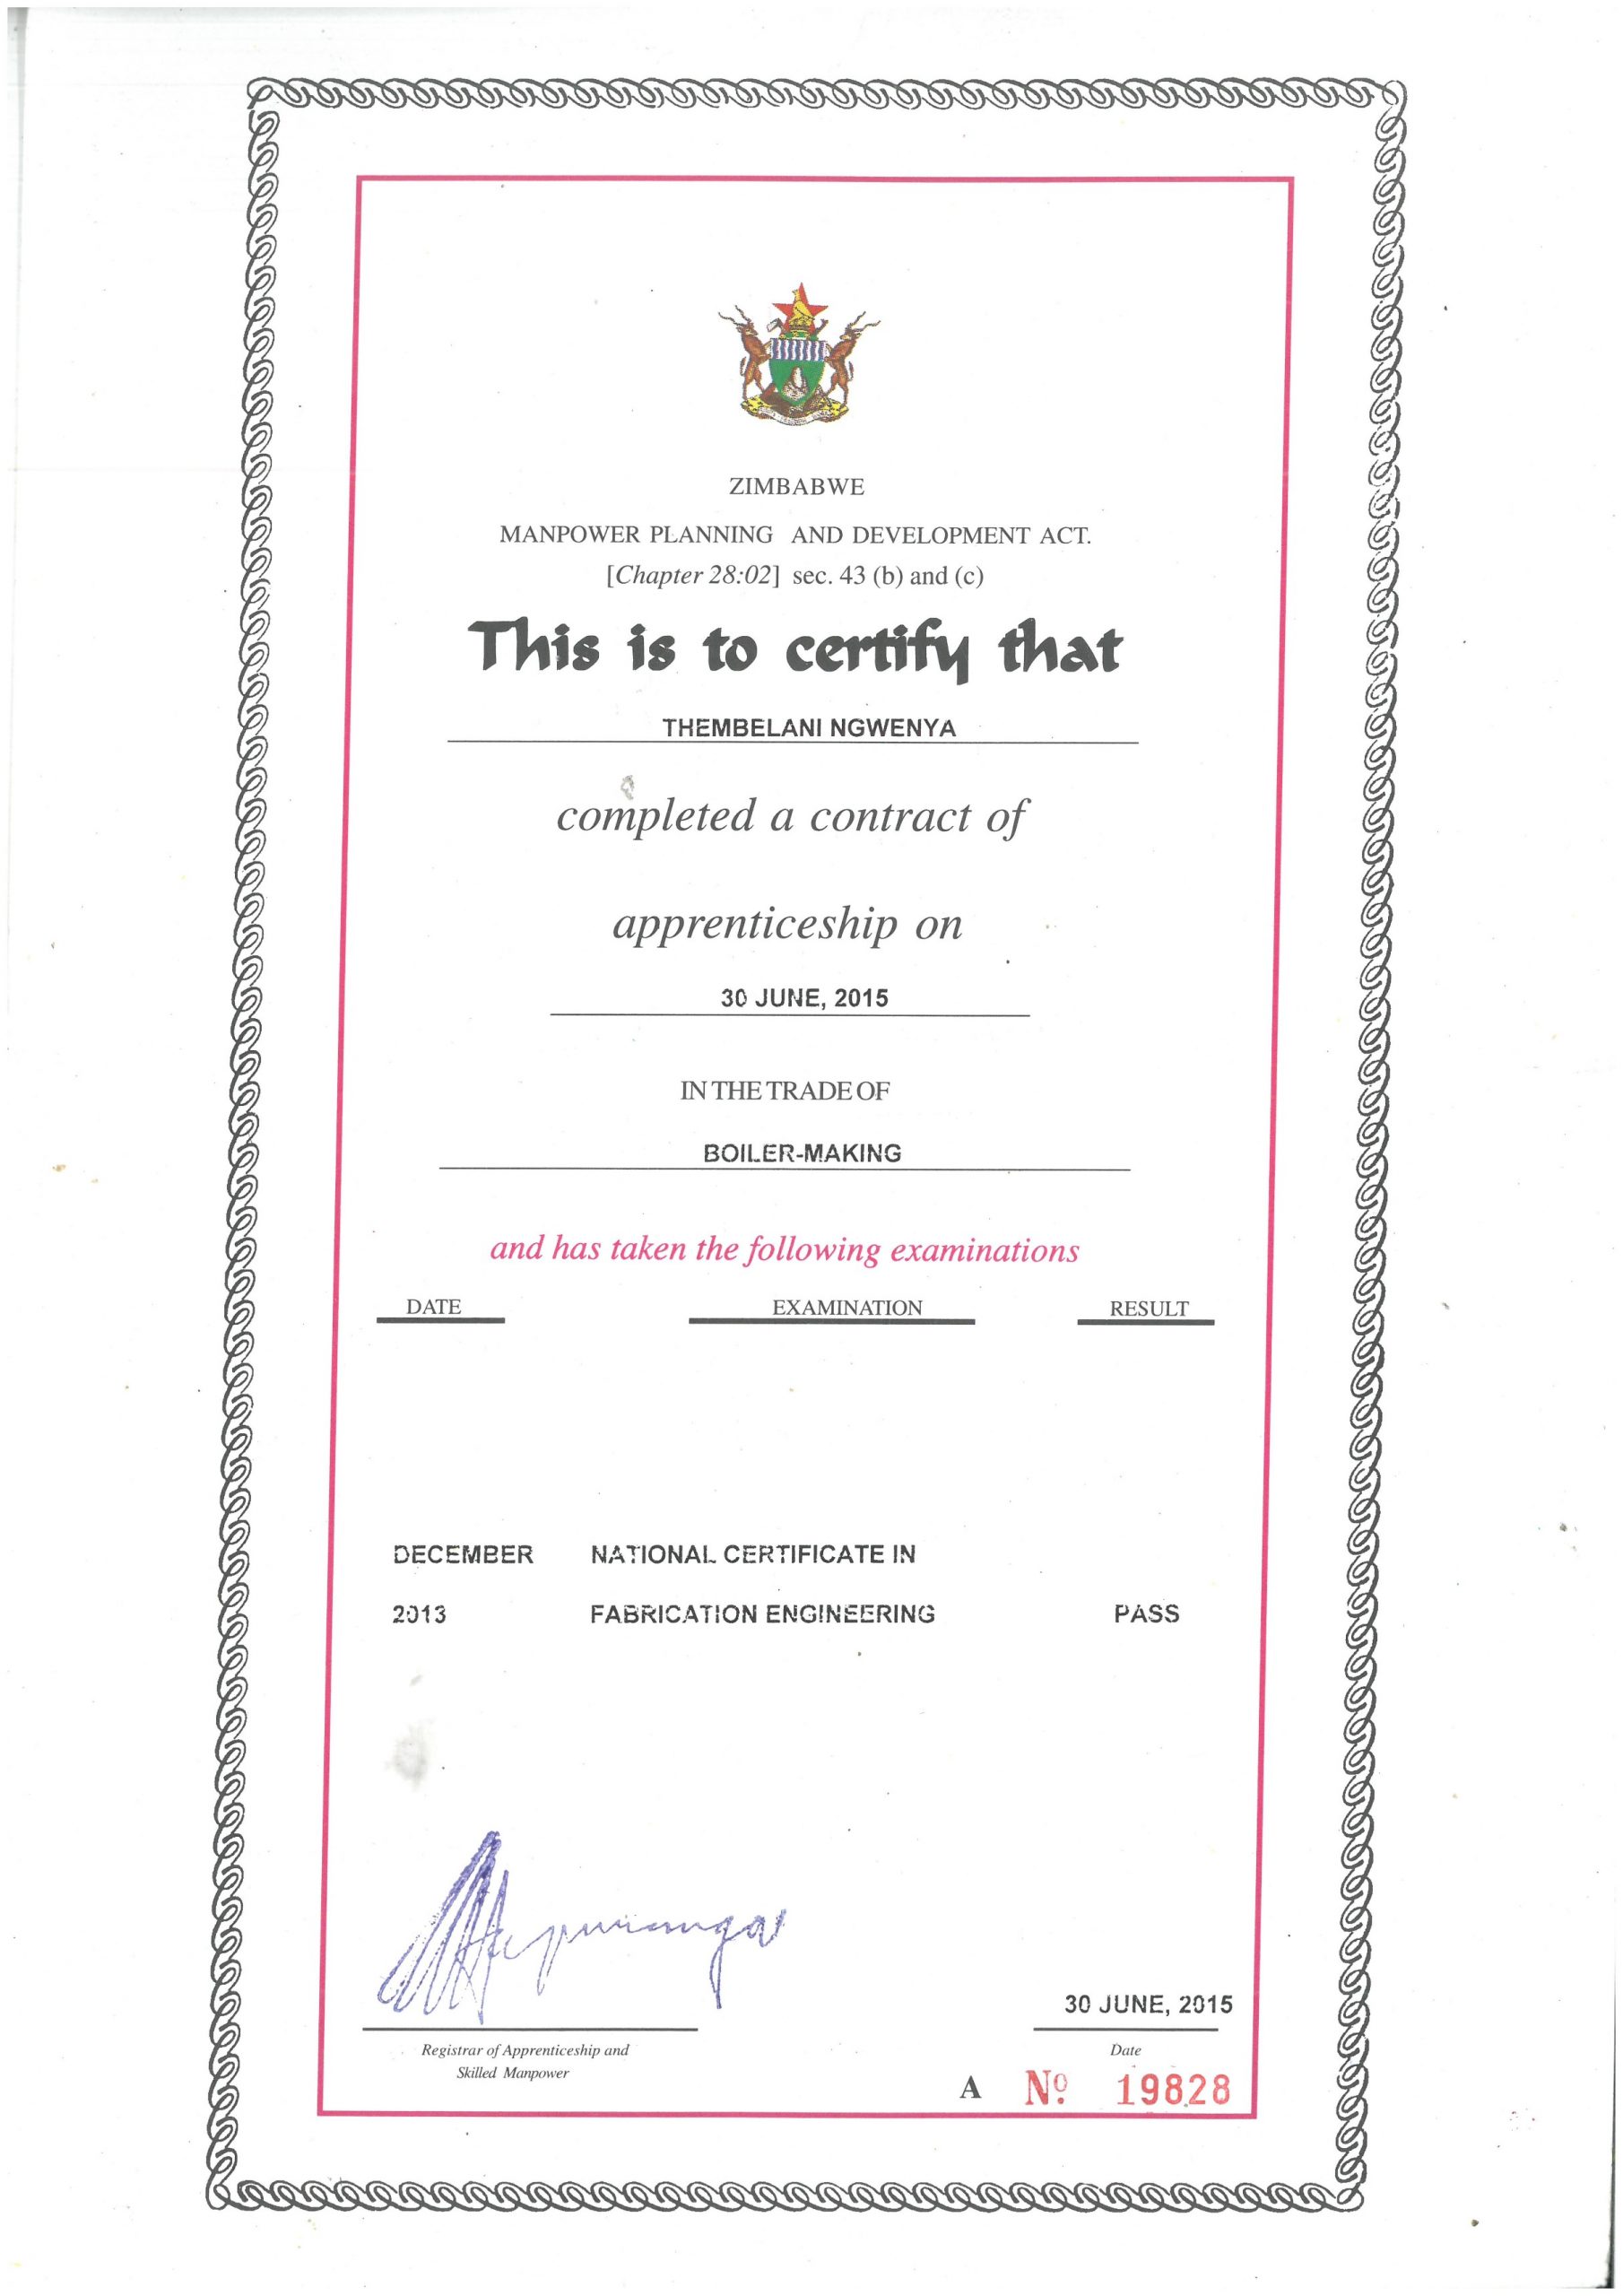 ZIMBABWE
MANPOWER PLANNING AND DEVELOPMENT ACT.
[Chapter 28:02] sec. 43 (b) and (c)
This is to certify that
THEMBELANI NGWENYA
completed a contract of
apprenticeship on
30 JUNE, 2015
IN THE TRADE OF
BOILER-MAKING
and has taken the following examinations
DATE EXAMINATION RESULT
DECEMBER NATIONAL CERTIFICATE IN
2013 FABRICATION ENGINEERING PASS
30 JUNE, 2015
Registrar of Apprenticeship and Date
Skilled Manpower
A Nº 19828